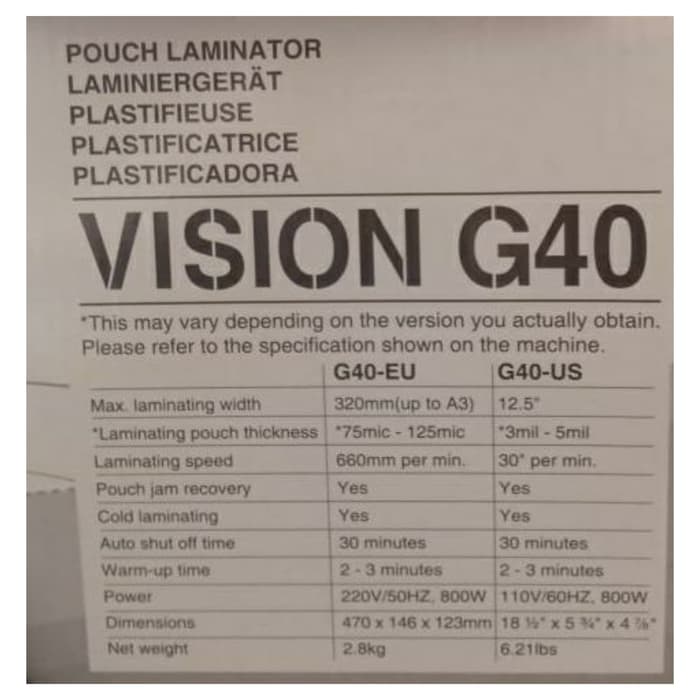 POUCH LAMINATOR
LAMINIERGERÄT
PLASTIFIEUSE
PLASTIFICATRICE
PLASTIFICADORA
VISION G40
*This may vary depending on the version you actually obtain.
Please refer to the specification shown on the machine.
G40-EU G40-US
Max. laminating width 320mm(up to A3) 12.5"
*Laminating pouch thickness *75mic - 125mic *3mil - 5mil
Laminating speed 660mm per min. 30" per min.
Pouch jam recovery Yes Yes
Cold laminating Yes Yes
Auto shut off time 30 minutes 30 minutes
Warm-up time 2 - 3 minutes 2 - 3 minutes
Power 220V/50HZ, 800W 110V/60HZ, 800W
Dimensions 470 x 146 x 123mm 18 ½" x 5 ¾" x 4 ⅞"
Net weight 2.8kg 6.21lbs